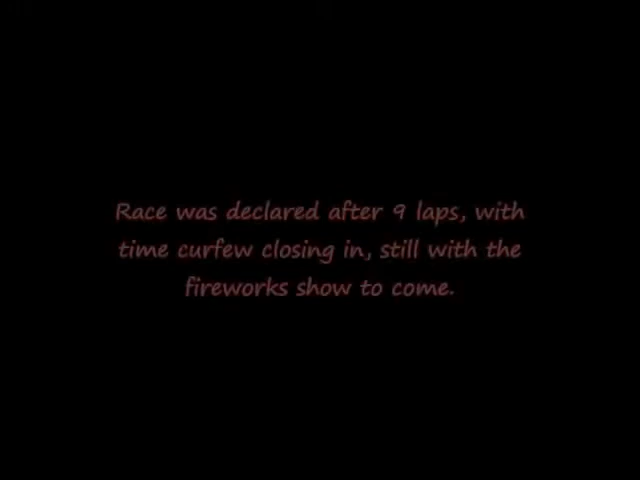 Race was declared after 9 laps, with
time curfew closing in, still with the
fireworks show to come.